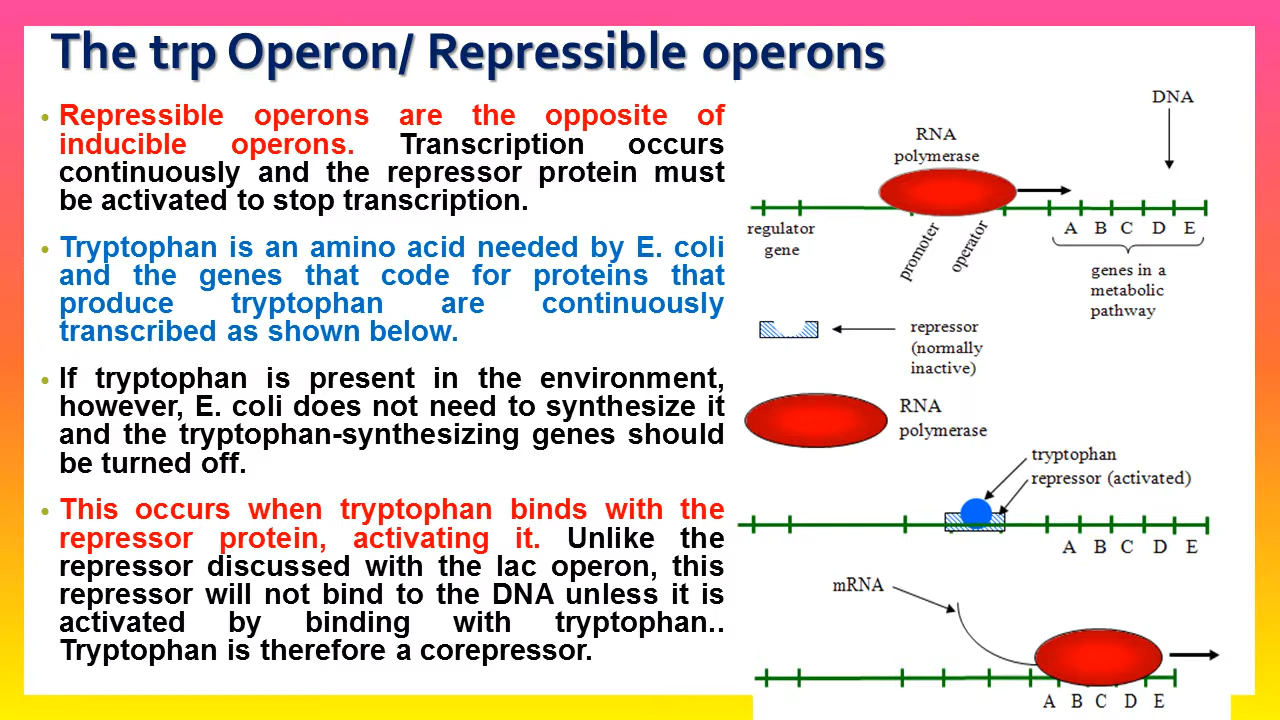 The trp Operon/ Repressible operons
• Repressible operons are the opposite of
inducible operons. Transcription occurs
continuously and the repressor protein must
be activated to stop transcription.
• Tryptophan is an amino acid needed by E. coli
and the genes that code for proteins that
produce tryptophan are continuously
transcribed as shown below.
• If tryptophan is present in the environment,
however, E. coli does not need to synthesize it
and the tryptophan-synthesizing genes should
be turned off.
• This occurs when tryptophan binds with the
repressor protein, activating it. Unlike the
repressor discussed with the lac operon, this
repressor will not bind to the DNA unless it is
activated by binding with tryptophan..
Tryptophan is therefore a corepressor.
DNA
RNA
polymerase
regulator
gene
promoter
operator
A B C D E
genes in a
metabolic
pathway
repressor
(normally
inactive)
RNA
polymerase
tryptophan
repressor (activated)
A B C D E
mRNA
A B C D E